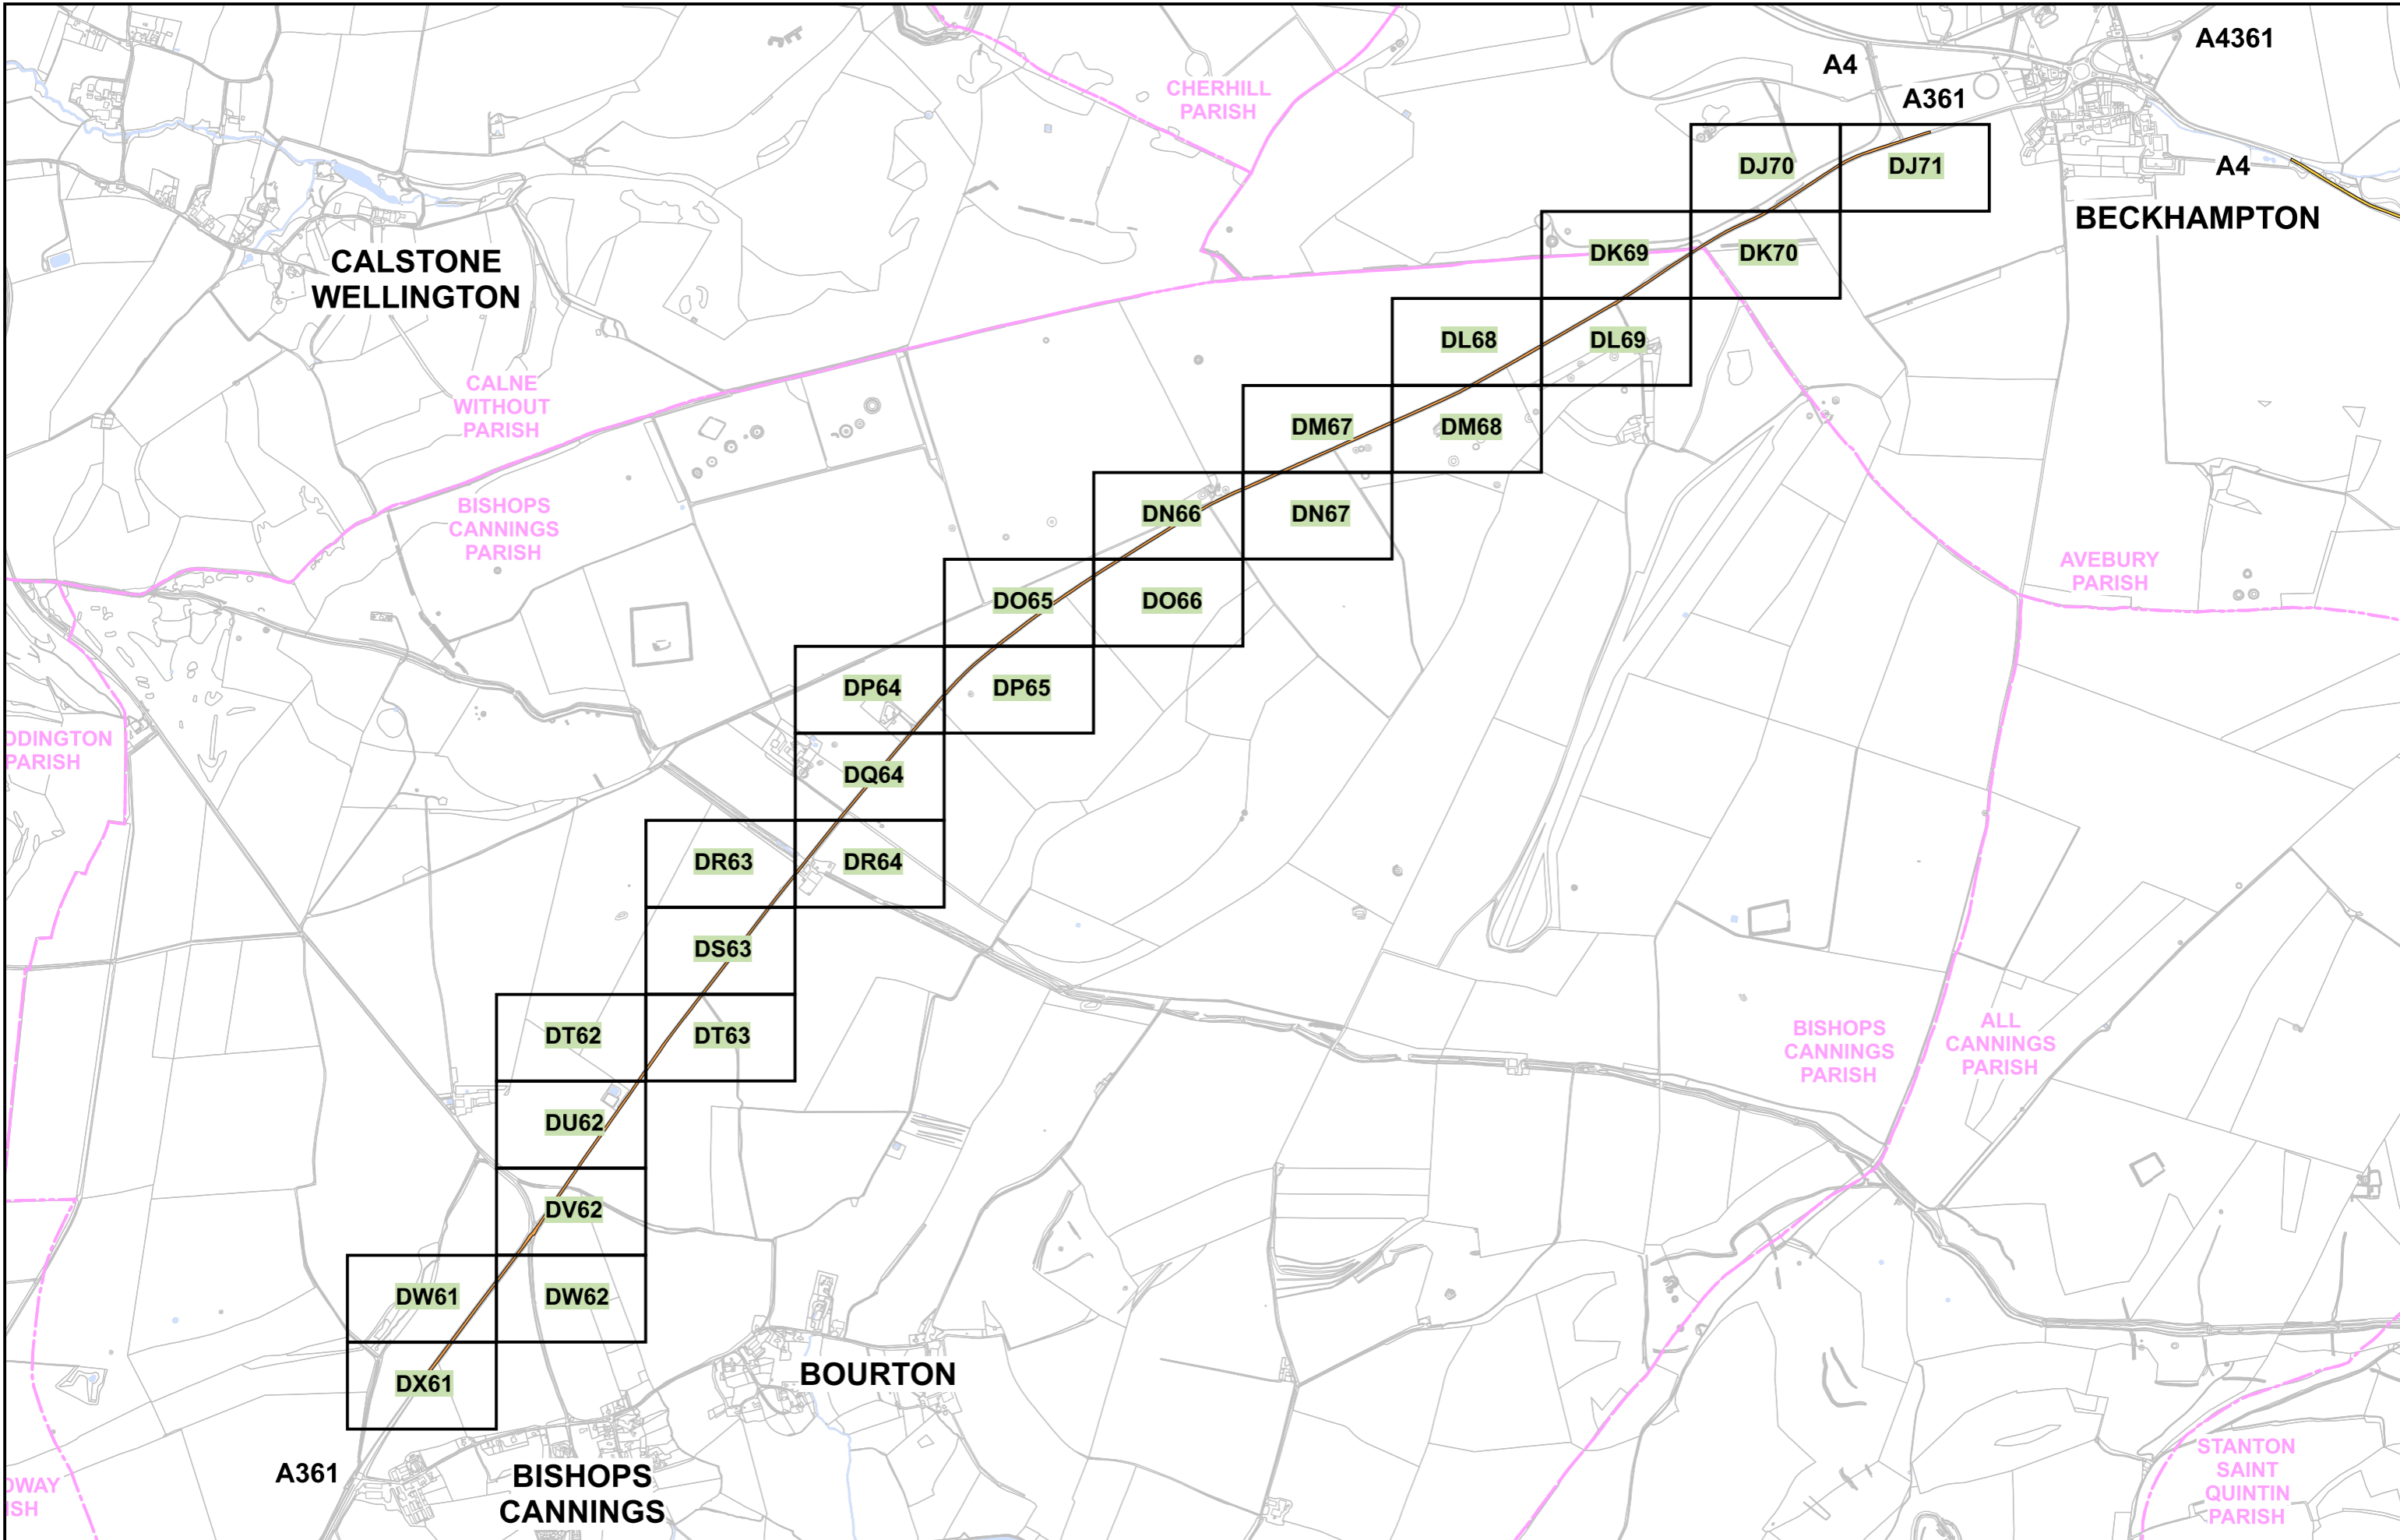 A4361
A4
CHERHILL
PARISH
A361
DJ70
DJ71
A4
BECKHAMPTON
CALSTONE
WELLINGTON
DK69
DK70
DL68
DL69
CALNE
WITHOUT
PARISH
DM67
DM68
BISHOPS
CANNINGS
PARISH
DN66
DN67
AVEBURY
PARISH
DO65
DO66
DP64
DP65
DDINGTON
PARISH
DQ64
DR63
DR64
DS63
DT62
DT63
BISHOPS
CANNINGS
PARISH
ALL
CANNINGS
PARISH
DU62
DV62
DW61
DW62
BOURTON
DX61
A361
BISHOPS
CANNINGS
STANTON
SAINT
QUINTIN
PARISH
DWAY
ISH